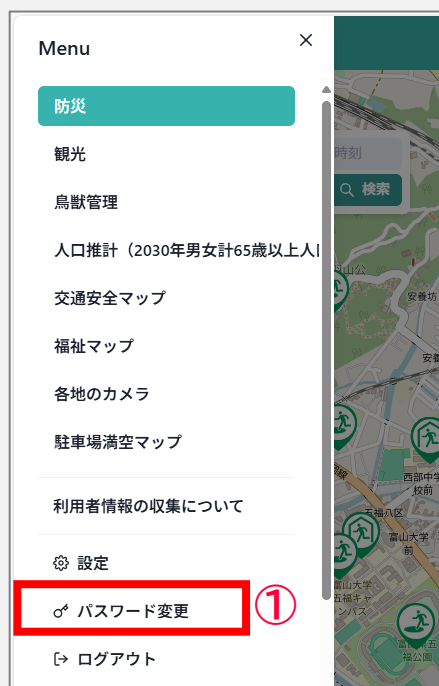 Menu
防災
観光
時刻
鳥獣管理
検索
人口推計（2030年男女計65歳以上人
交通安全マップ
安養坊
福祉マップ
各地のカメラ
駐車場満空マップ
西部中学
校前
利用者情報の収集について
五福八区
富山大学
前
設定
富山大学
五福キャ
ンパス
パスワード変更
①
ログアウト
福公園